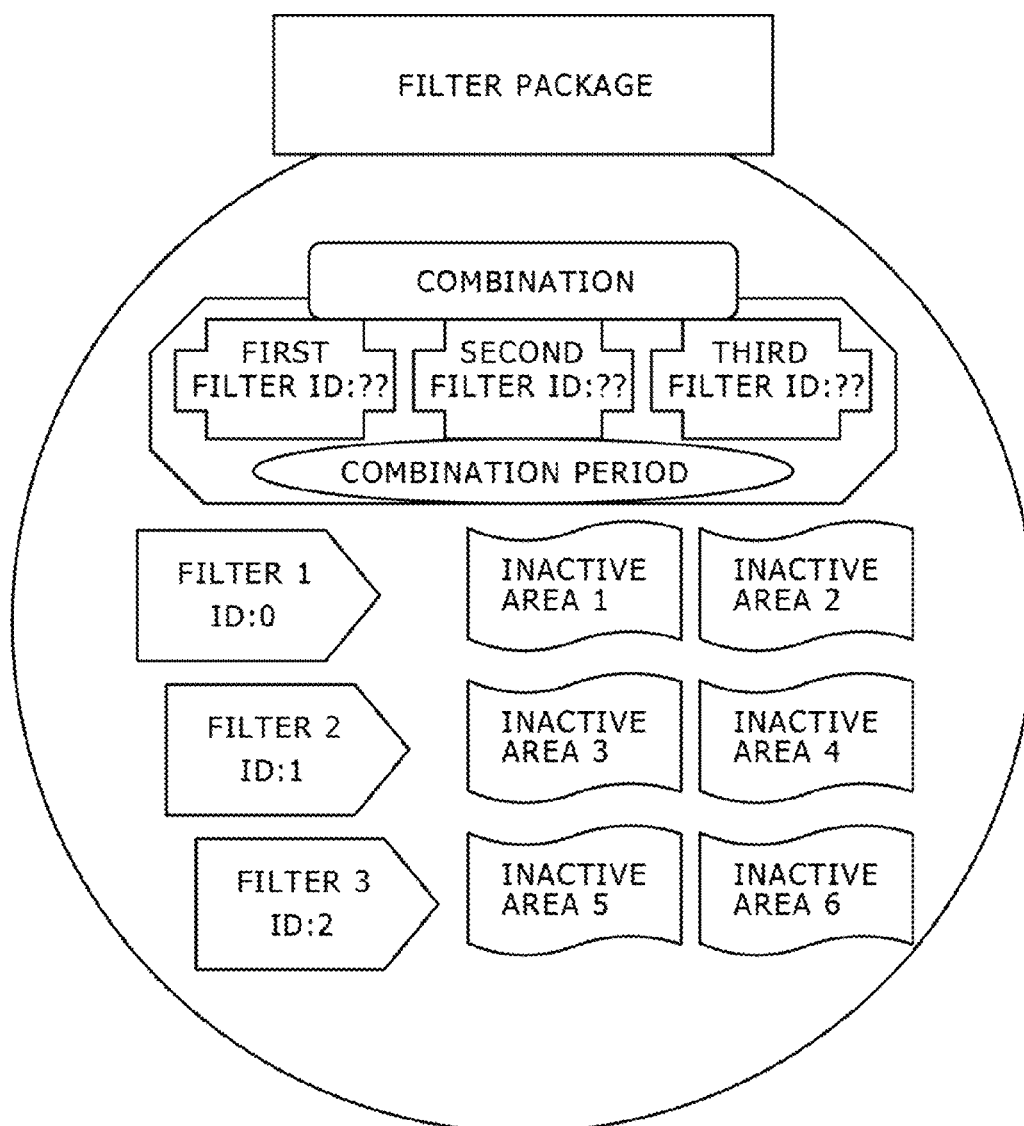 FILTER PACKAGE
COMBINATION
FIRST
FILTER ID:??
SECOND
FILTER ID:??
THIRD
FILTER ID:??
COMBINATION PERIOD
FILTER 1
ID:0
INACTIVE
AREA 1
INACTIVE
AREA 2
FILTER 2
ID:1
INACTIVE
AREA 3
INACTIVE
AREA 4
FILTER 3
ID:2
INACTIVE
AREA 5
INACTIVE
AREA 6